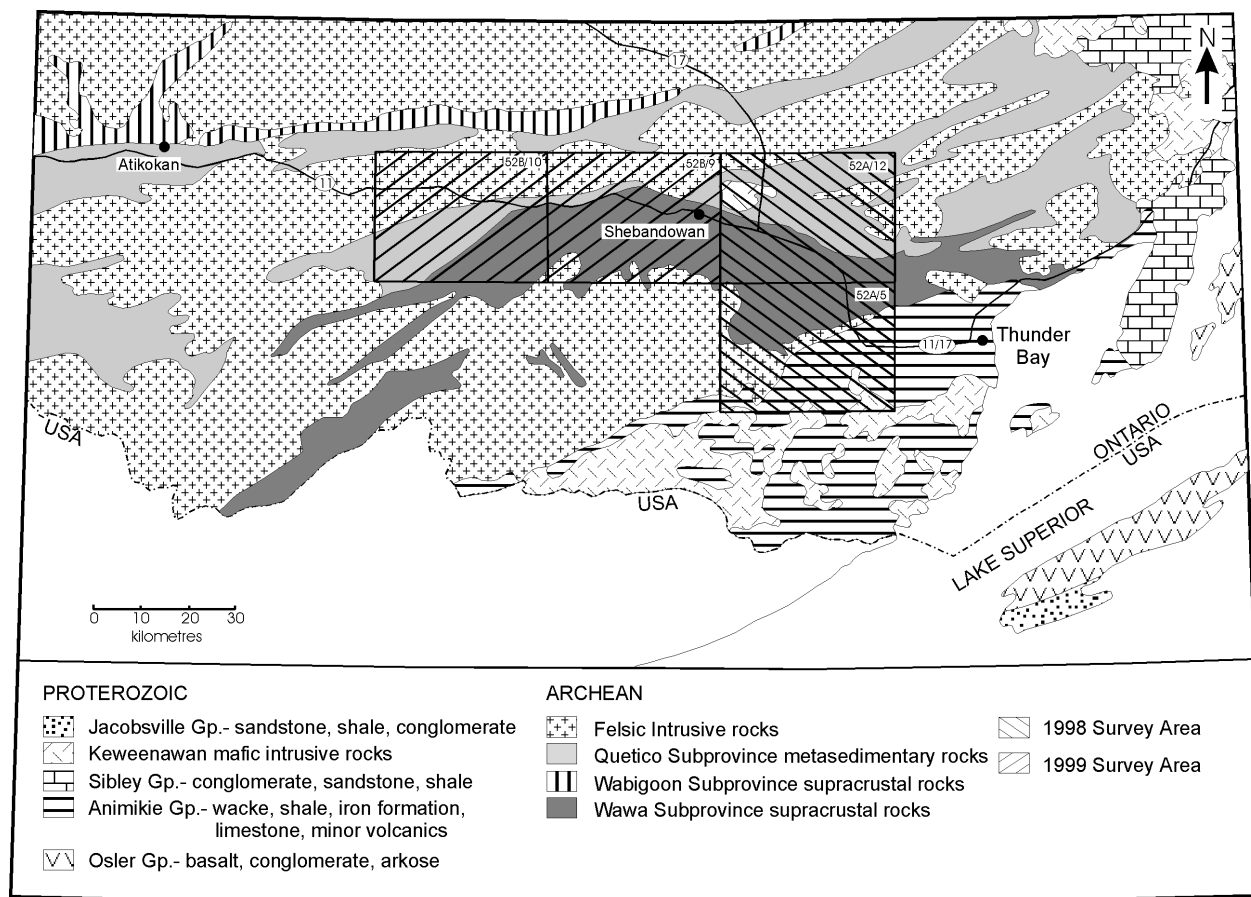 N
17
Atikokan
11
52B/10
52B/9
52A/12
Shebandowan
52A/5
11/17
Thunder
Bay
USA
USA
ONTARIO
USA
LAKE SUPERIOR
0 10 20 30
kilometres
PROTEROZOIC
Jacobsville Gp.- sandstone, shale, conglomerate
Keweenawan mafic intrusive rocks
Sibley Gp.- conglomerate, sandstone, shale
Animikie Gp.- wacke, shale, iron formation,
limestone, minor volcanics
Osler Gp.- basalt, conglomerate, arkose
ARCHEAN
Felsic Intrusive rocks
Quetico Subprovince metasedimentary rocks
Wabigoon Subprovince supracrustal rocks
Wawa Subprovince supracrustal rocks
1998 Survey Area
1999 Survey Area